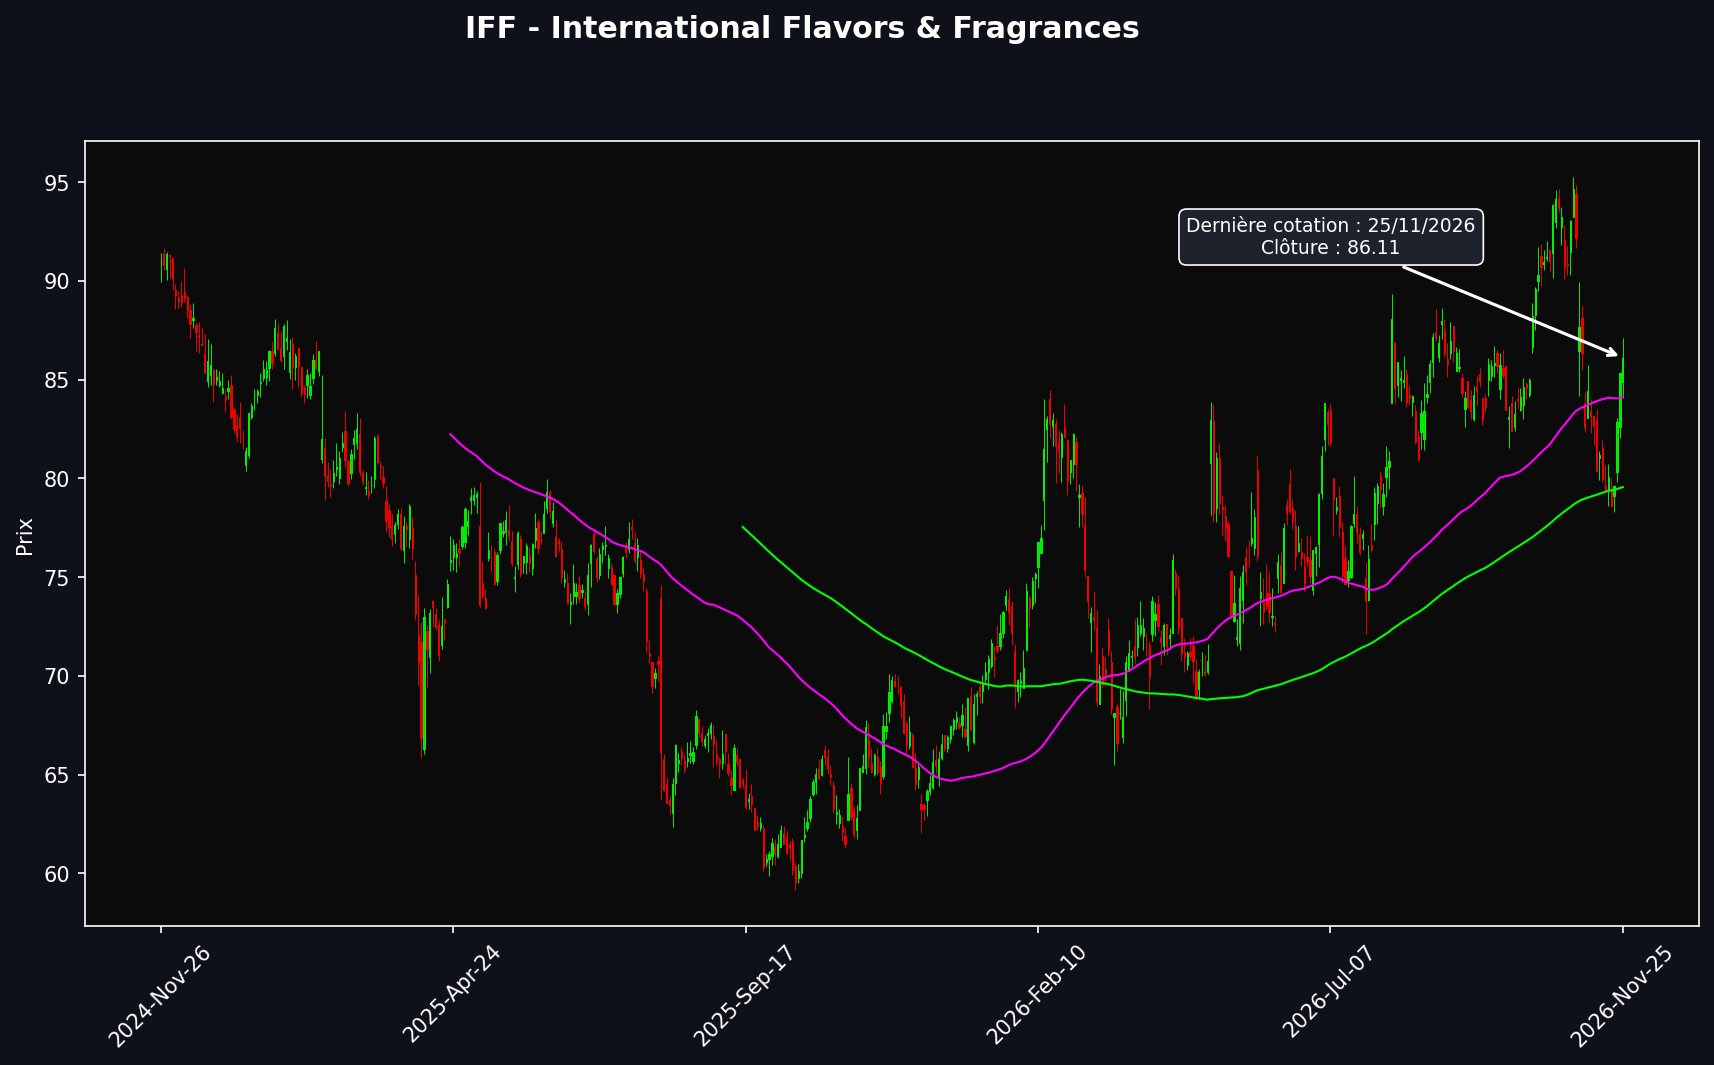 IFF - International Flavors & Fragrances
95
90
85
80
75
70
65
60
Prix
Dernière cotation : 25/11/2026
Clôture : 86.11
2024-Nov-26
2025-Apr-24
2025-Sep-17
2026-Feb-10
2026-Jul-07
2026-Nov-25